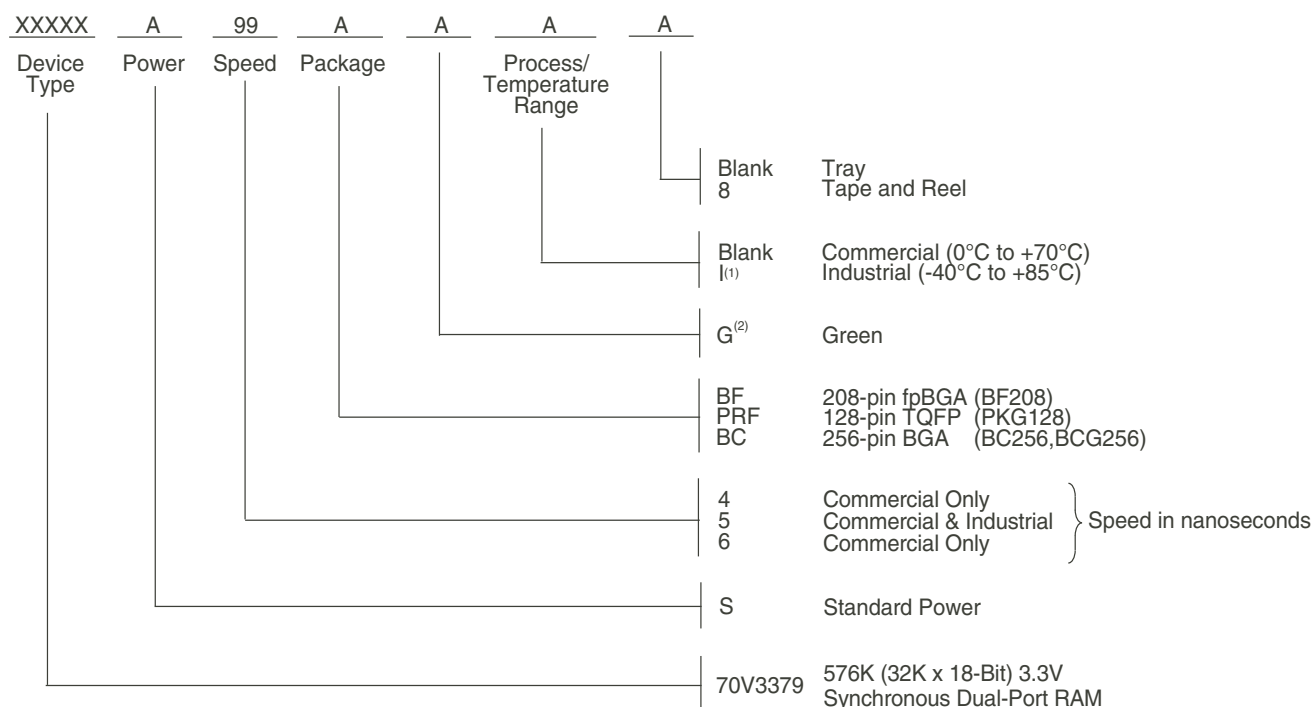 XXXXX A 99 A A A A
Device Type Power Speed Package Process/ Temperature Range
Blank Tray
8 Tape and Reel
Blank Commercial (0°C to +70°C)
I(1) Industrial (-40°C to +85°C)
G(2) Green
BF 208-pin fpBGA (BF208)
PRF 128-pin TQFP (PKG128)
BC 256-pin BGA (BC256,BCG256)
4 Commercial Only
5 Commercial & Industrial Speed in nanoseconds
6 Commercial Only
S Standard Power
70V3379 576K (32K x 18-Bit) 3.3V
Synchronous Dual-Port RAM